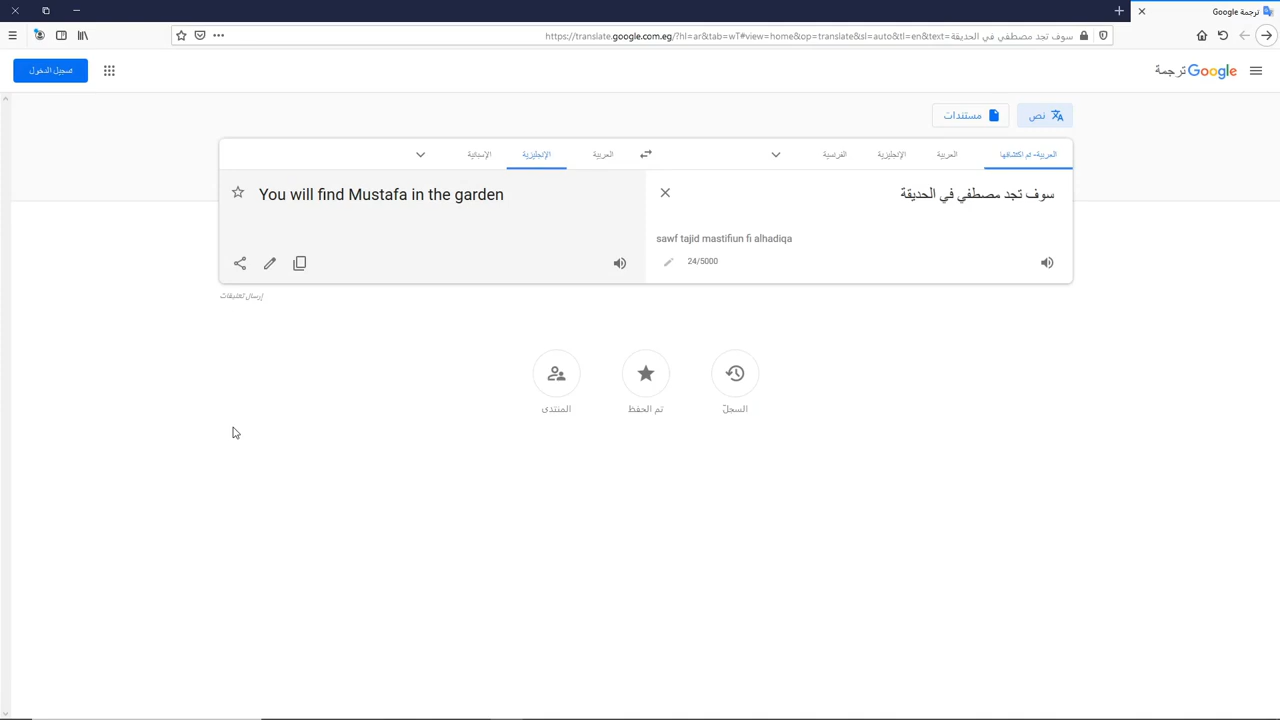 ترجمة Google
https://translate.google.com.eg/?hl=ar&tab=wT#view=home&op=translate&sl=auto&tl=en&text=سوف تجد مصطفي في الحديقة
ترجمة Google
تسجيل الدخول
نص
مستندات
العربية- تم اكتشافها
العربية
الإنجليزية
الفرنسية
العربية
الإنجليزية
الإسبانية
سوف تجد مصطفي في الحديقة
You will find Mustafa in the garden
sawf tajid mastifiun fi alhadiqa
24/5000
إرسال تعليقات
السجلّ
تم الحفظ
المنتدى